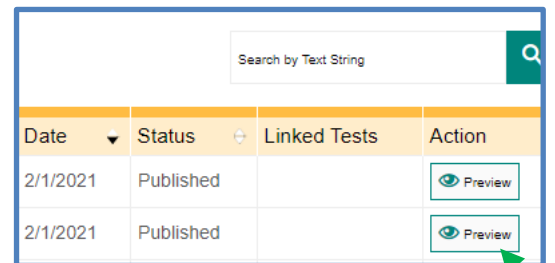 Search by Text String
Date Status Linked Tests Action
2/1/2021 Published Preview
2/1/2021 Published Preview